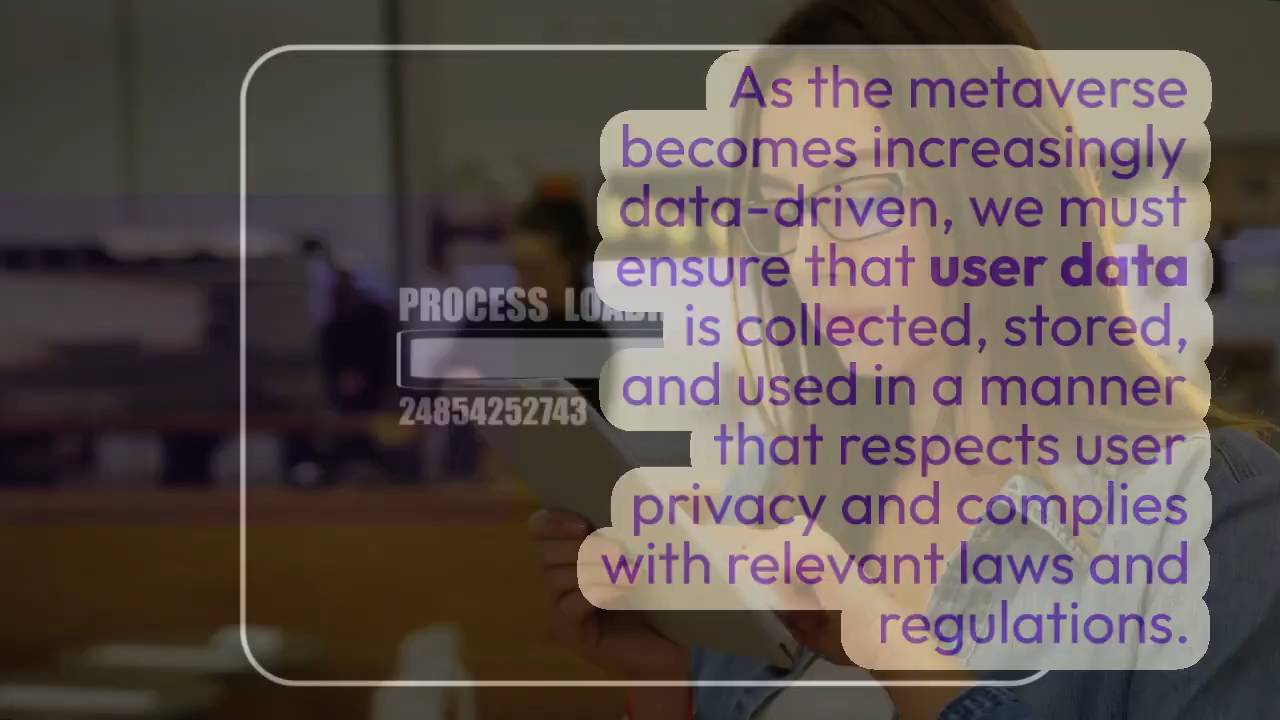 As the metaverse
becomes increasingly
data-driven, we must
ensure that user data
is collected, stored,
and used in a manner
that respects user
privacy and complies
with relevant laws and
regulations.
PROCESS
24854252743